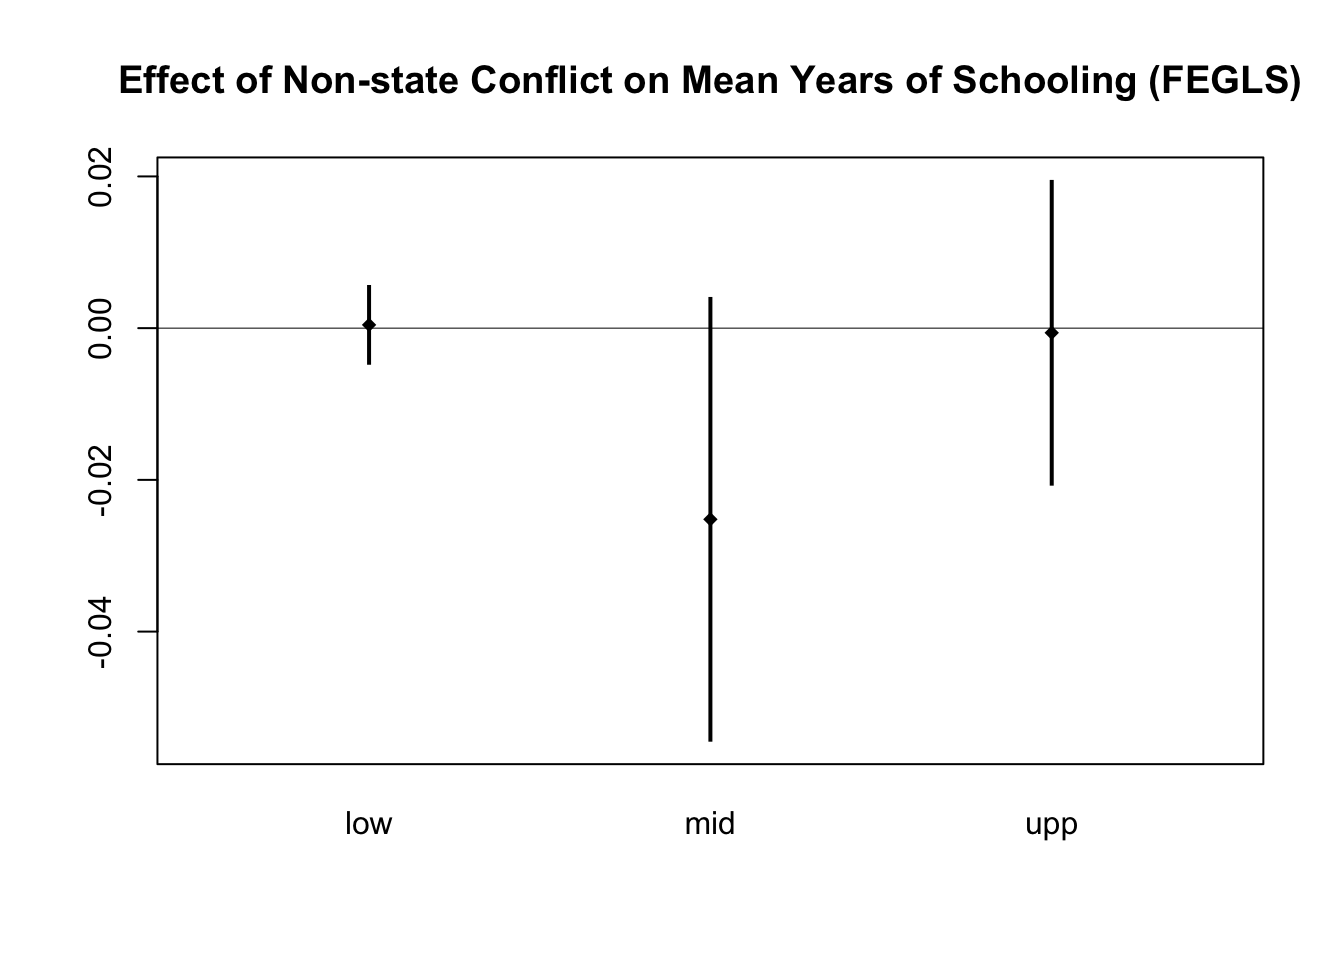 Effect of Non-state Conflict on Mean Years of Schooling (FEGLS)
0.02
0.00
-0.02
-0.04
low mid upp